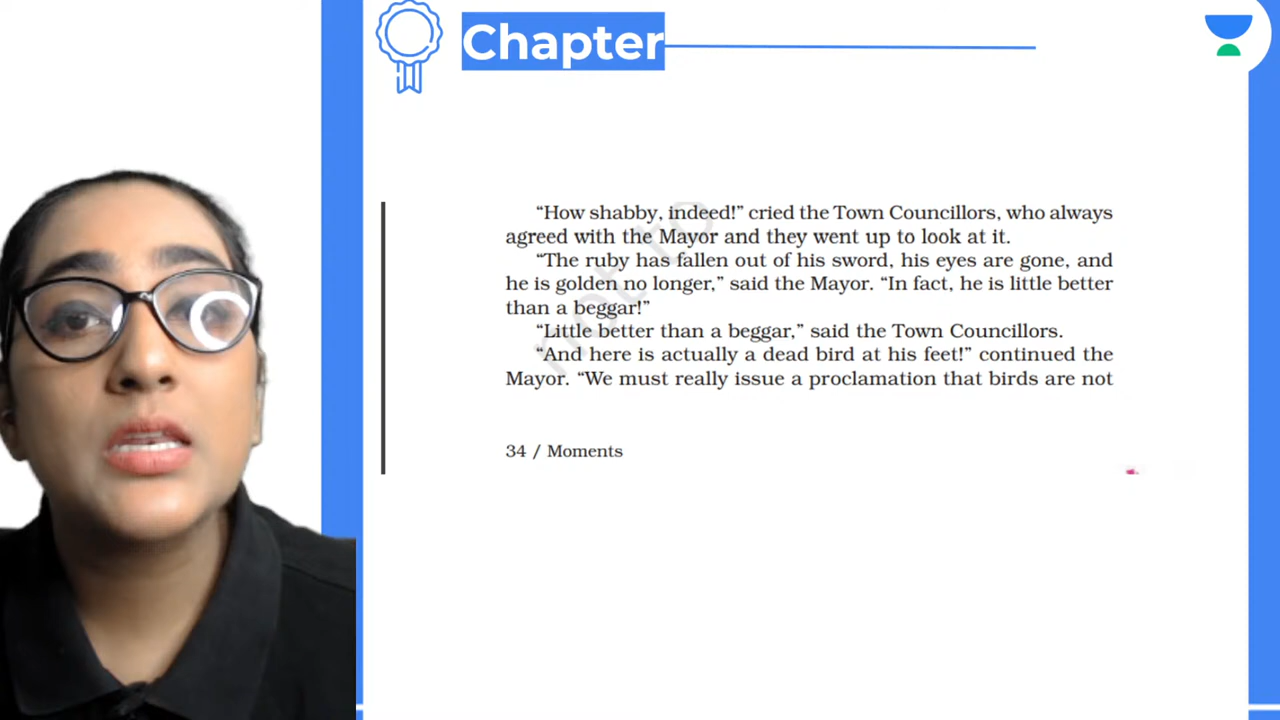 Chapter
“How shabby, indeed!” cried the Town Councillors, who always
agreed with the Mayor and they went up to look at it.
“The ruby has fallen out of his sword, his eyes are gone, and
he is golden no longer,” said the Mayor. “In fact, he is little better
than a beggar!”
“Little better than a beggar,” said the Town Councillors.
“And here is actually a dead bird at his feet!” continued the
Mayor. “We must really issue a proclamation that birds are not
34 / Moments
not to